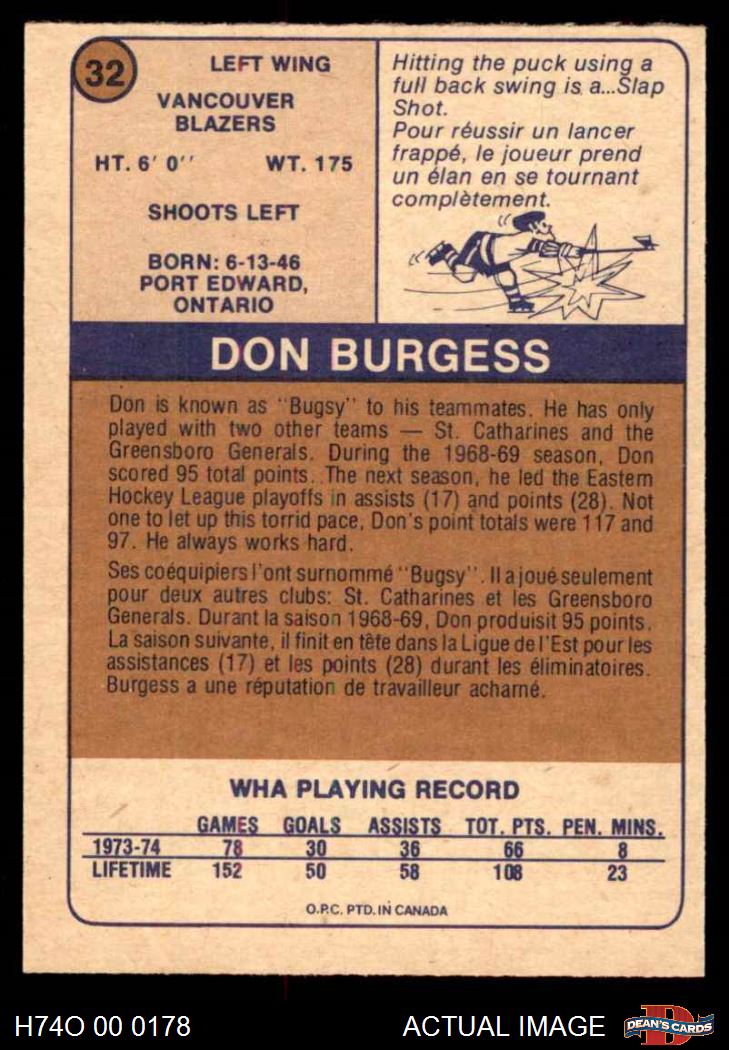 32
LEFT WING
VANCOUVER
BLAZERS
HT. 6' 0'' WT. 175
SHOOTS LEFT
BORN: 6-13-46
PORT EDWARD,
ONTARIO
Hitting the puck using a
full back swing is a...Slap
Shot.
Pour réussir un lancer
frappé, le joueur prend
un élan en se tournant
complètement.
DON BURGESS
Don is known as "Bugsy" to his teammates. He has only
played with two other teams — St. Catharines and the
Greensboro Generals. During the 1968-69 season, Don
scored 95 total points. The next season, he led the Eastern
Hockey League playoffs in assists (17) and points (28). Not
one to let up this torrid pace, Don's point totals were 117 and
97. He always works hard.
Ses coéquipiers l'ont surnommé "Bugsy". Il a joué seulement
pour deux autres clubs: St. Catharines et les Greensboro
Generals. Durant la saison 1968-69, Don produisit 95 points.
La saison suivante, il finit en tête dans la Ligue de l'Est pour les
assistances (17) et les points (28) durant les éliminatoires.
Burgess a une réputation de travailleur acharné.
WHA PLAYING RECORD
GAMES GOALS ASSISTS TOT. PTS. PEN. MINS.
1973-74 78 30 36 66 8
LIFETIME 152 50 58 108 23
O.P.C. PTD. IN CANADA
H74O 00 0178 ACTUAL IMAGE
D
DEAN'S CARDS